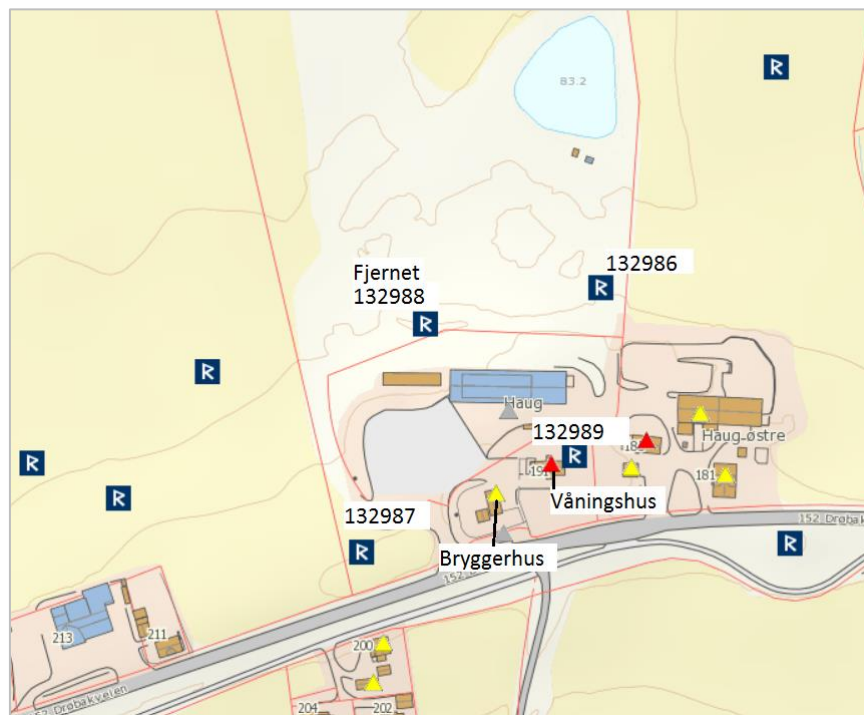 83.2
132986
Fjernet
132988
Haug
132989
Haug østre
191
181
Våningshus
132987
152 Drøbak
Bryggerhus
213
211
200
152 Drøbakveien
204
202